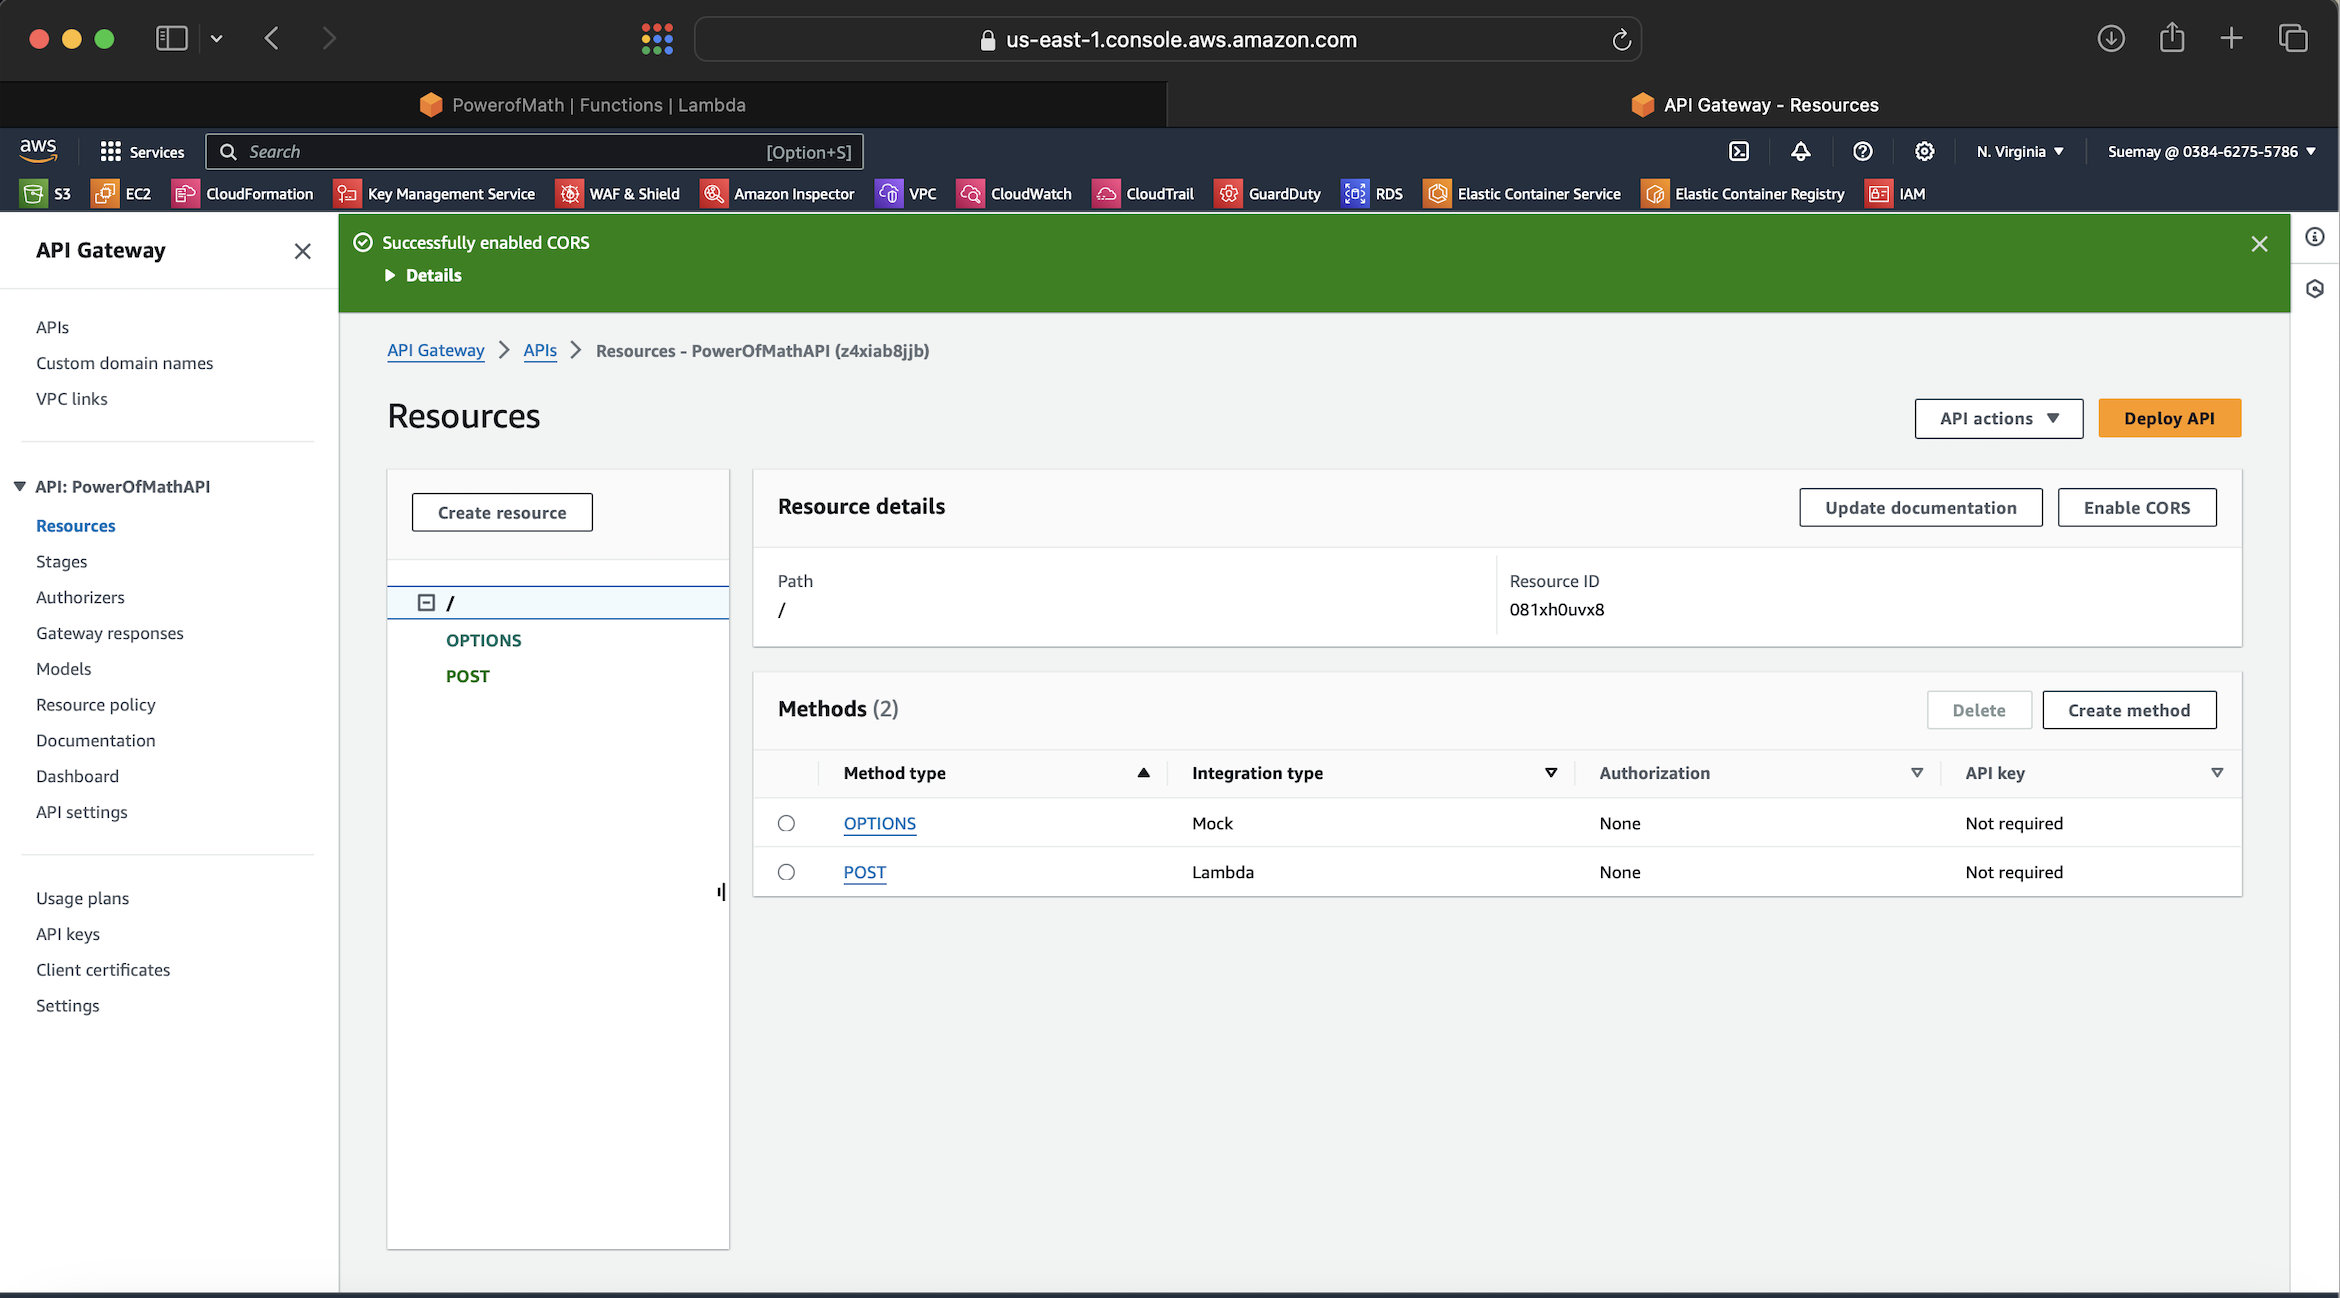 us-east-1.console.aws.amazon.com
PowerofMath | Functions | Lambda
API Gateway - Resources
aws
Services
Search
[Option+S]
N. Virginia
Suemay @ 0384-6275-5786
S3
EC2
CloudFormation
Key Management Service
WAF & Shield
Amazon Inspector
VPC
CloudWatch
CloudTrail
GuardDuty
RDS
Elastic Container Service
Elastic Container Registry
IAM
API Gateway
APIs
Custom domain names
VPC links
API: PowerOfMathAPI
Resources
Stages
Authorizers
Gateway responses
Models
Resource policy
Documentation
Dashboard
API settings
Usage plans
API keys
Client certificates
Settings
Successfully enabled CORS
Details
API Gateway
APIs
Resources - PowerOfMathAPI (z4xiab8jjb)
Resources
API actions
Deploy API
Create resource
/
OPTIONS
POST
Resource details
Update documentation
Enable CORS
Path
/
Resource ID
081xh0uvx8
Methods (2)
Delete
Create method
Method type
Integration type
Authorization
API key
OPTIONS
Mock
None
Not required
POST
Lambda
None
Not required